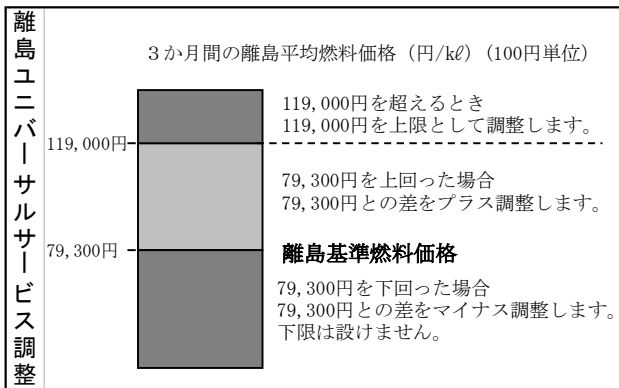 離島ユニバーサルサービス調整
3か月間の離島平均燃料価格（円/kℓ）(100円単位)
119,000円を超えるとき
119,000円を上限として調整します。
119,000円
79,300円を上回った場合
79,300円との差をプラス調整します。
79,300円
離島基準燃料価格
79,300円を下回った場合
79,300円との差をマイナス調整します。
下限は設けません。